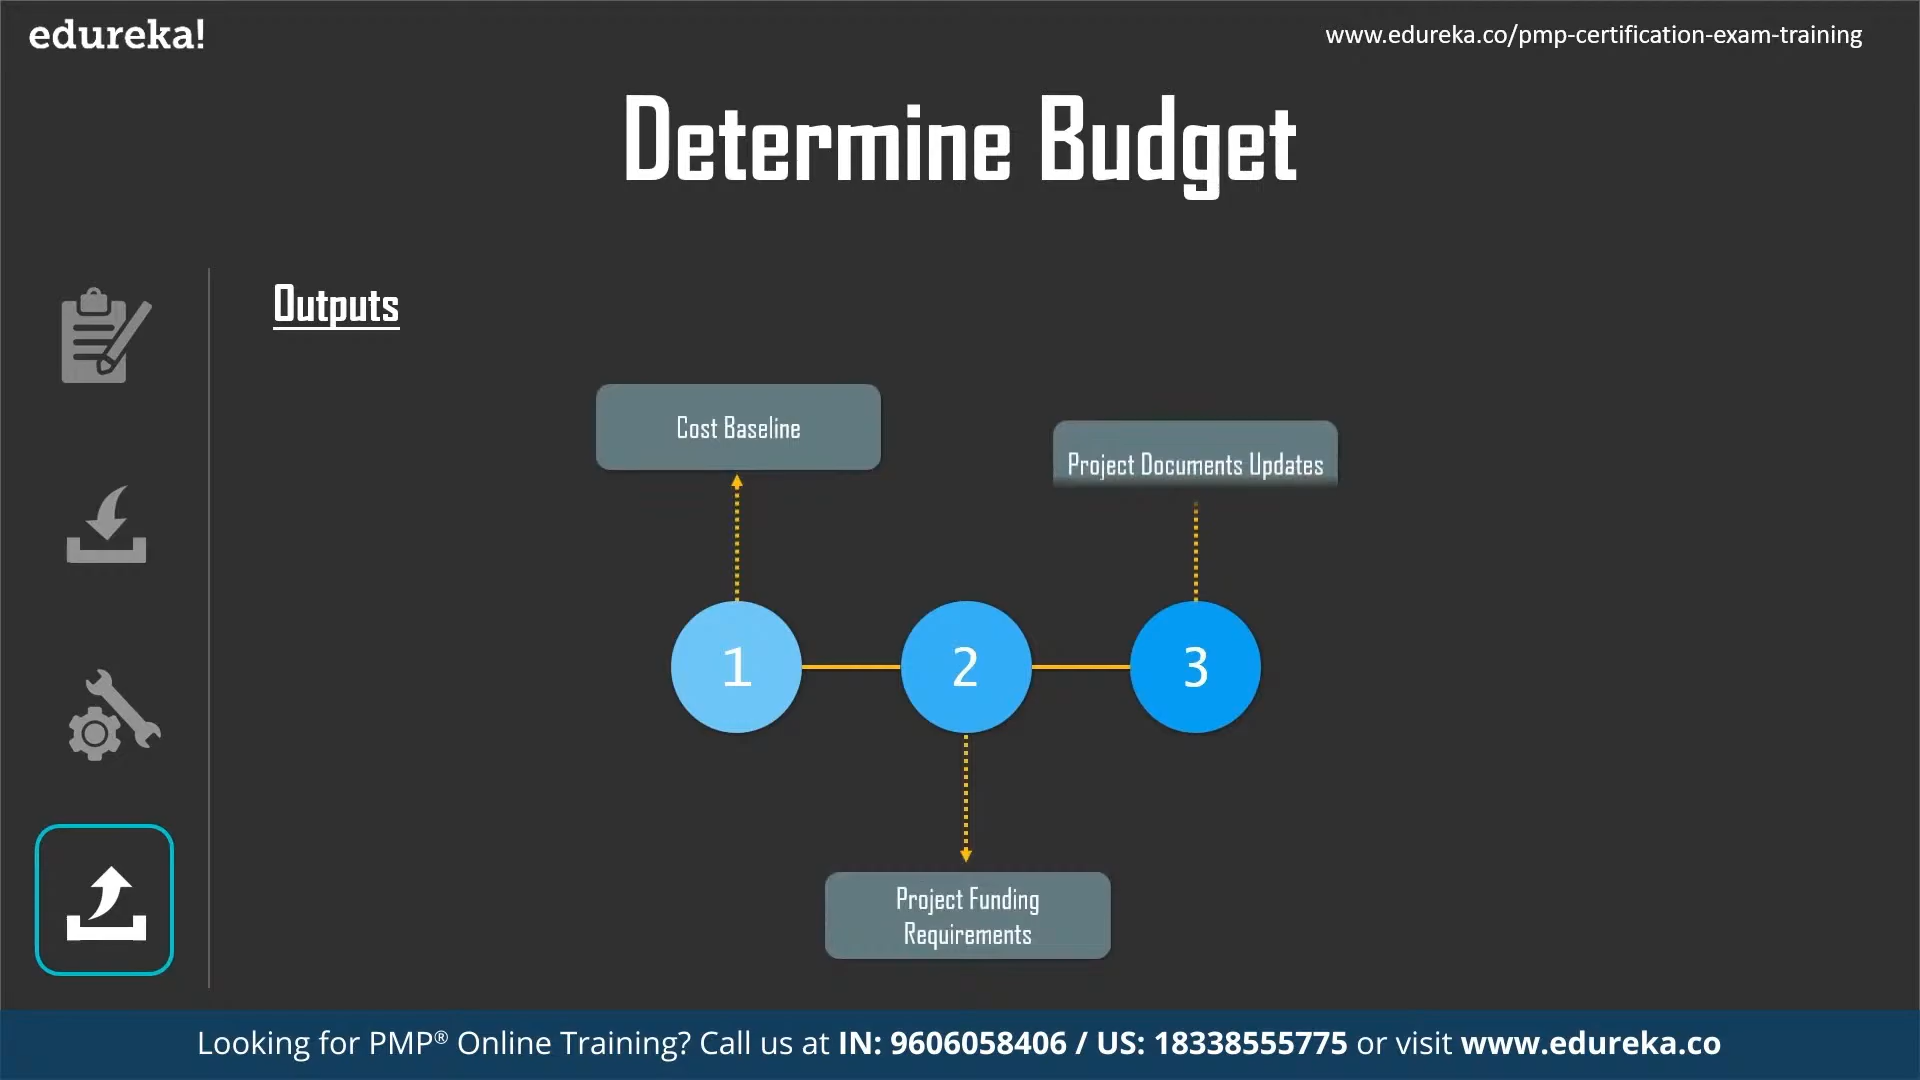 edureka!
www.edureka.co/pmp-certification-exam-training
Determine Budget
Outputs
Cost Baseline
Project Documents Updates
1
2
3
Project Funding
Requirements
Looking for PMP® Online Training? Call us at IN: 9606058406 / US: 18338555775 or visit www.edureka.co